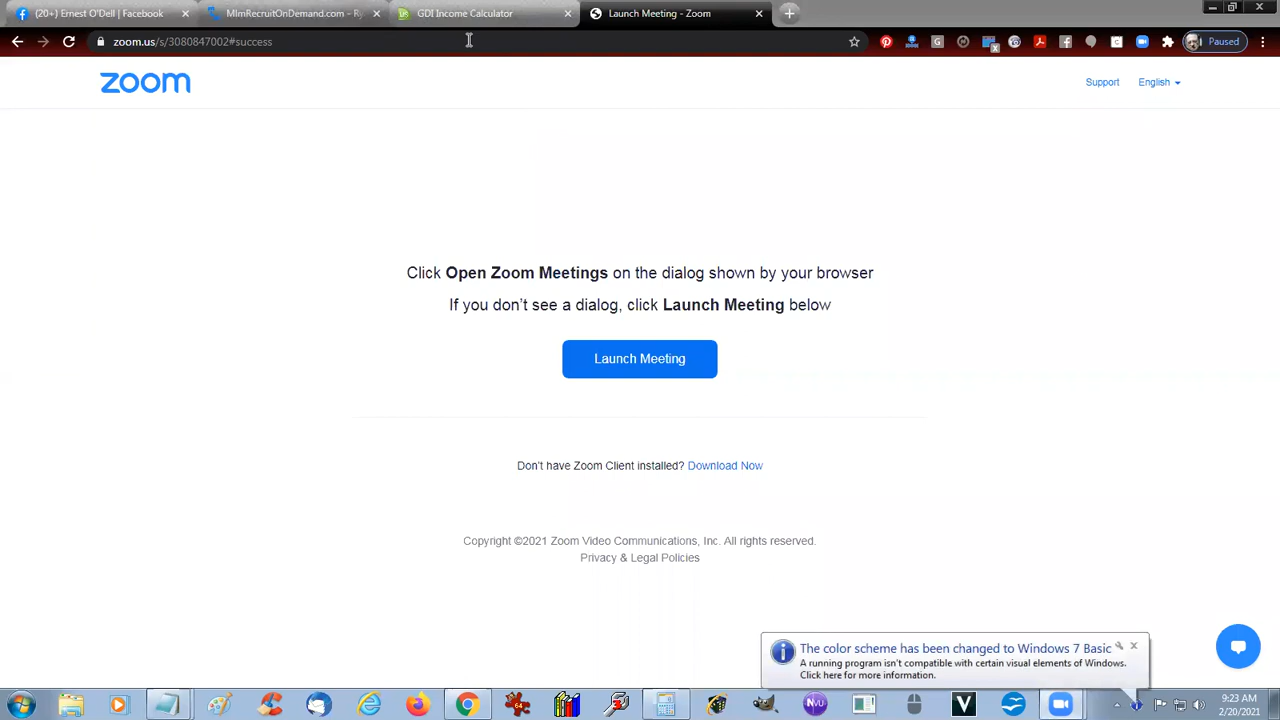 (20+) Ernest O'Dell | Facebook
MlmRecruitOnDemand.com - Ry
GDI Income Calculator
Launch Meeting - Zoom
zoom.us/s/3080847002#success
Paused
zoom
Support
English
Click Open Zoom Meetings on the dialog shown by your browser
If you don't see a dialog, click Launch Meeting below
Launch Meeting
Don't have Zoom Client installed? Download Now
Copyright ©2021 Zoom Video Communications, Inc. All rights reserved.
Privacy & Legal Policies
The color scheme has been changed to Windows 7 Basic
A running program isn't compatible with certain visual elements of Windows.
Click here for more information.
9:23 AM
2/20/2021